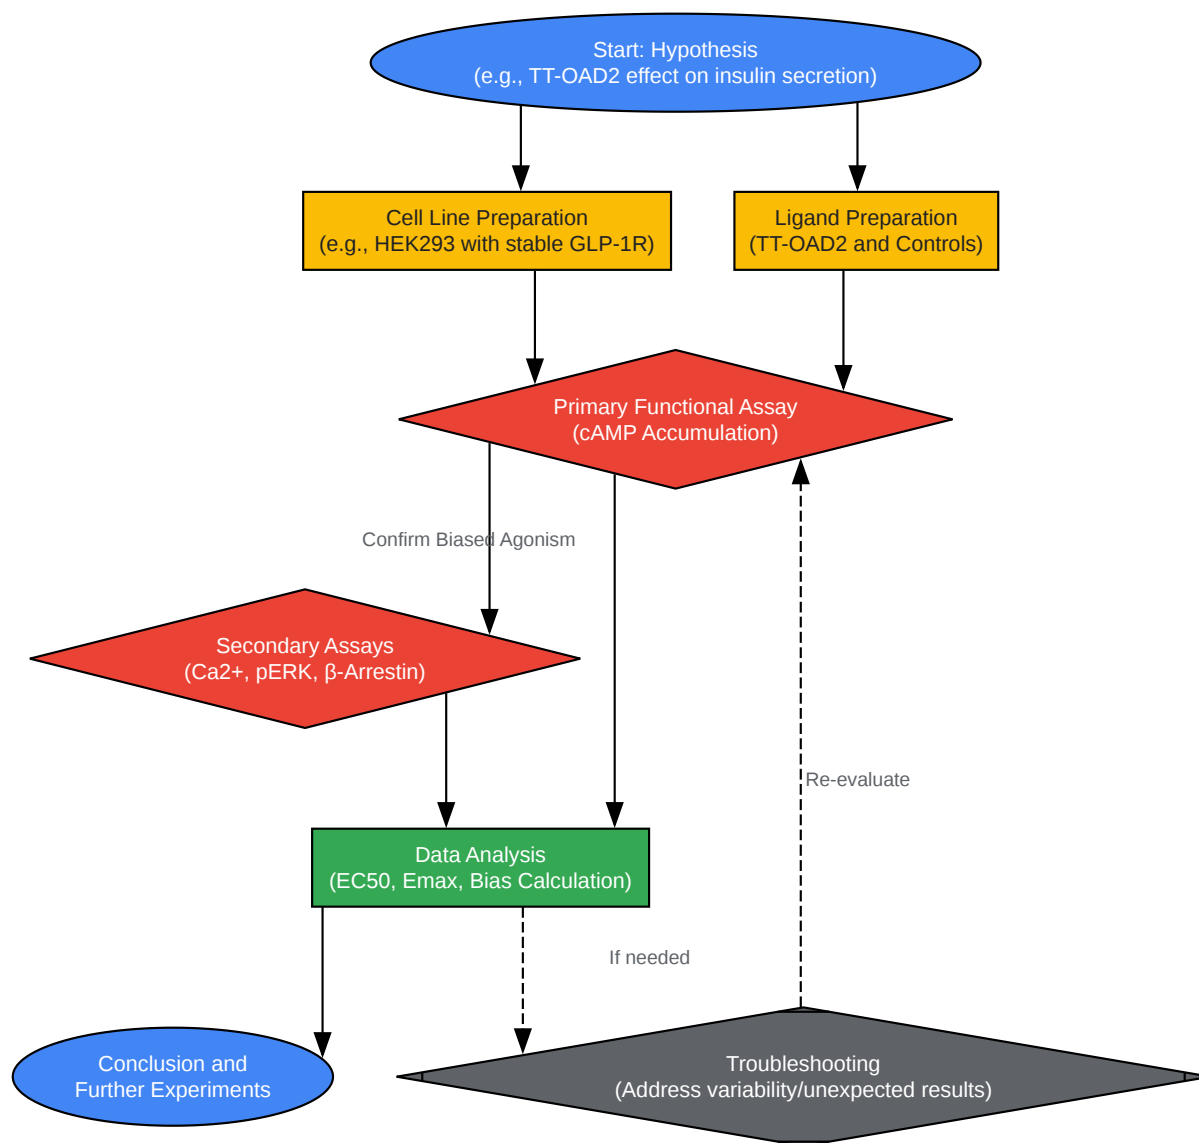 Start: Hypothesis
(e.g., TT-OAD2 effect on insulin secretion)
Cell Line Preparation
(e.g., HEK293 with stable GLP-1R)
Ligand Preparation
(TT-OAD2 and Controls)
Primary Functional Assay
(cAMP Accumulation)
Confirm Biased Agonism
Secondary Assays
(Ca2+, pERK, β-Arrestin)
Re-evaluate
Data Analysis
(EC50, Emax, Bias Calculation)
If needed
Conclusion and
Further Experiments
Troubleshooting
(Address variability/unexpected results)